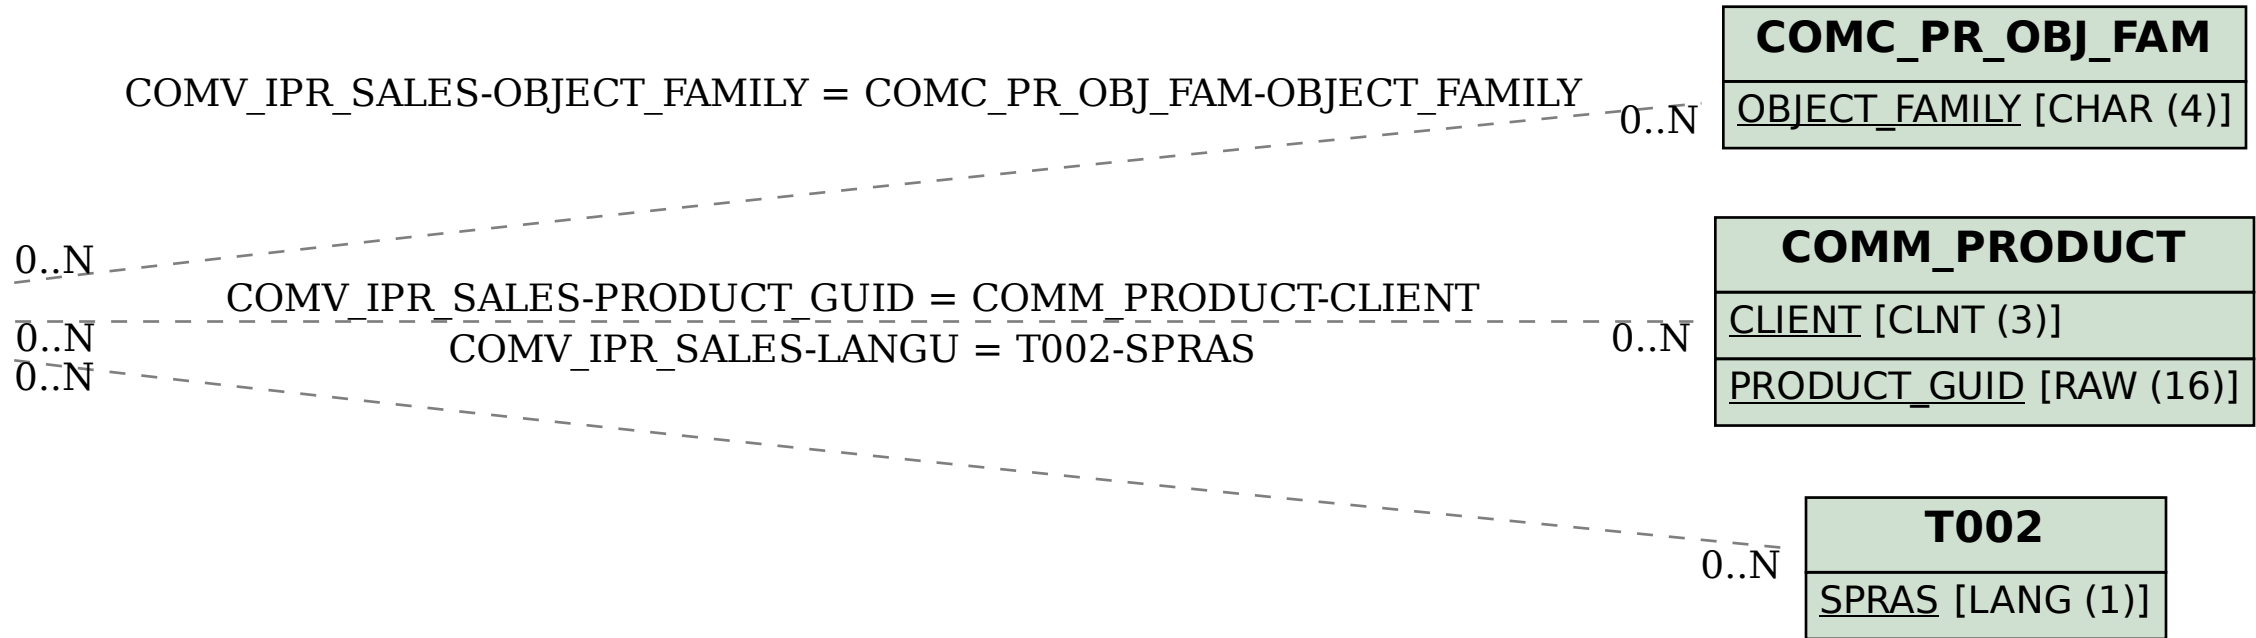 COMC_PR_OBJ_FAM
COMV_IPR_SALES-OBJECT_FAMILY = COMC_PR_OBJ_FAM-OBJECT_FAMILY
0..N
OBJECT_FAMILY [CHAR (4)]
COMM_PRODUCT
0..N
COMV_IPR_SALES-PRODUCT_GUID = COMM_PRODUCT-CLIENT
0..N
0..N
CLIENT [CLNT (3)]
COMV_IPR_SALES-LANGU = T002-SPRAS
0..N
PRODUCT_GUID [RAW (16)]
T002
0..N
SPRAS [LANG (1)]